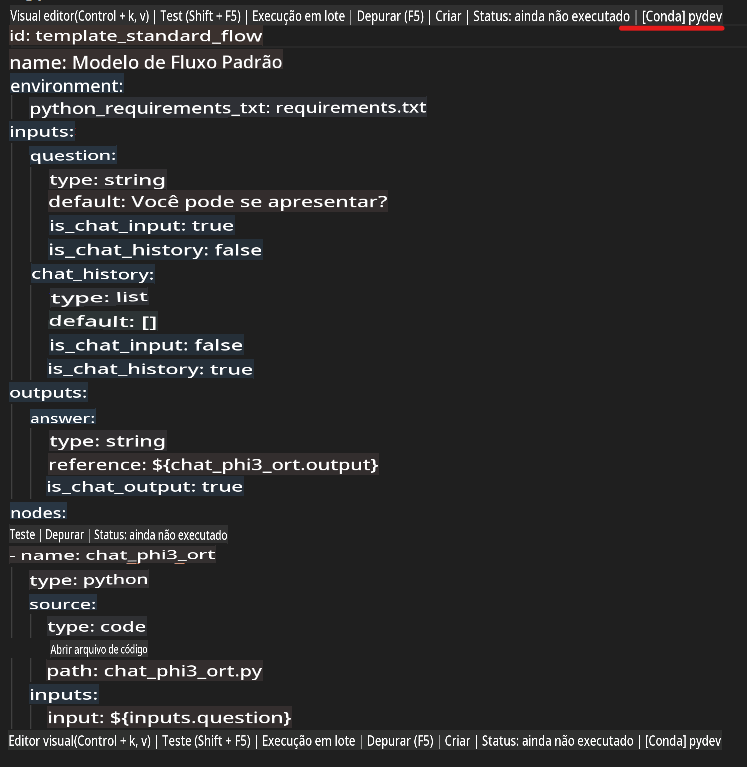 Visual editor(Control + k, v) | Test (Shift + F5) | Execução em lote | Depurar (F5) | Criar | Status: ainda não executado | [Conda] pydev
id: template_standard_flow
name: Modelo de Fluxo Padrão
environment:
python_requirements_txt: requirements.txt
inputs:
question:
type: string
default: Você pode se apresentar?
is_chat_input: true
is_chat_history: false
chat_history:
type: list
default: []
is_chat_input: false
is_chat_history: true
outputs:
answer:
type: string
reference: ${chat_phi3_ort.output}
is_chat_output: true
nodes:
Teste | Depurar | Status: ainda não executado
- name: chat_phi3_ort
type: python
source:
type: code
Abrir arquivo de código
path: chat_phi3_ort.py
inputs:
input: ${inputs.question}
Editor visual(Control + k, v) | Teste (Shift + F5) | Execução em lote | Depurar (F5) | Criar | Status: ainda não executado | [Conda] pydev